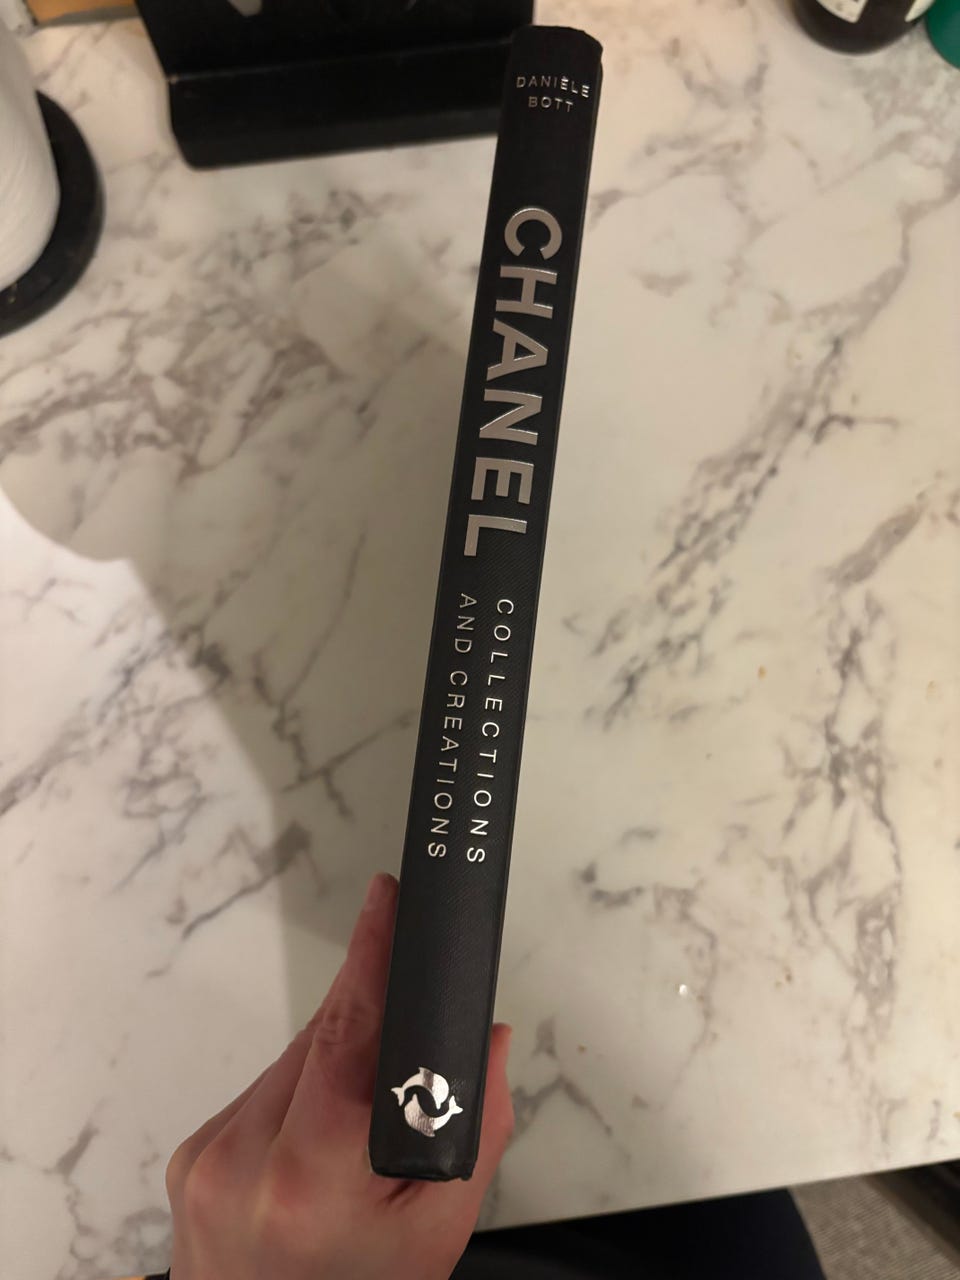 DANIÈLE
BOTT
CHANEL
COLLECTIONS
AND CREATIONS